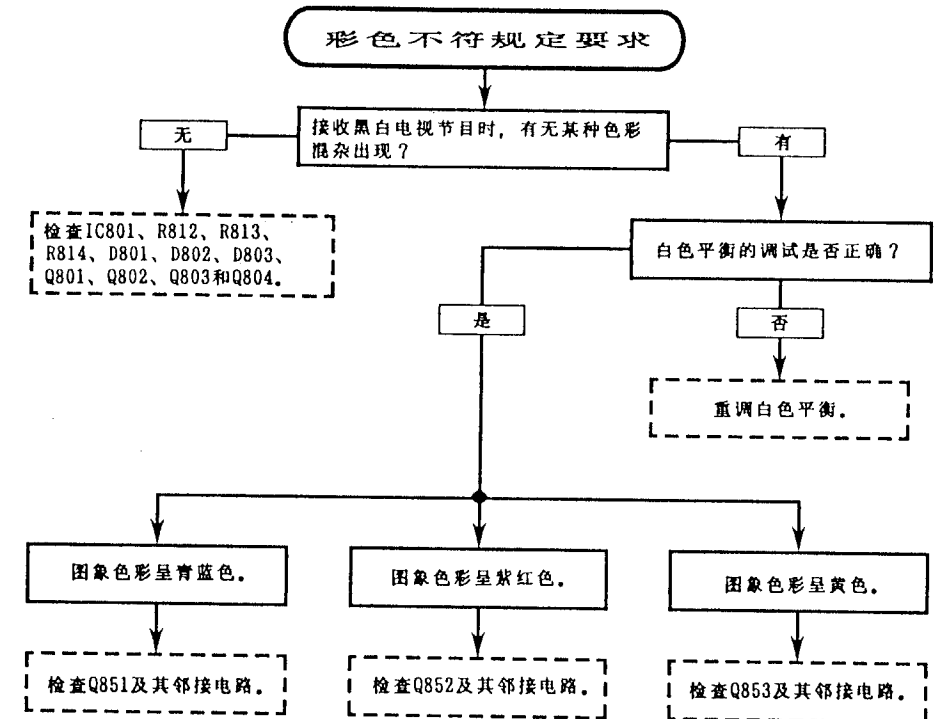 彩色不符规定要求
接收黑白电视节目时，有无某种色彩
混杂出现？
无
有
检查IC801、R812、R813、
R814、D801、D802、D803、
Q801、Q802、Q803和Q804。
白色平衡的调试是否正确？
是
否
重调白色平衡。
图象色彩呈青蓝色。
图象色彩呈紫红色。
图象色彩呈黄色。
检查Q851及其邻接电路。
检查Q852及其邻接电路。
检查Q853及其邻接电路。